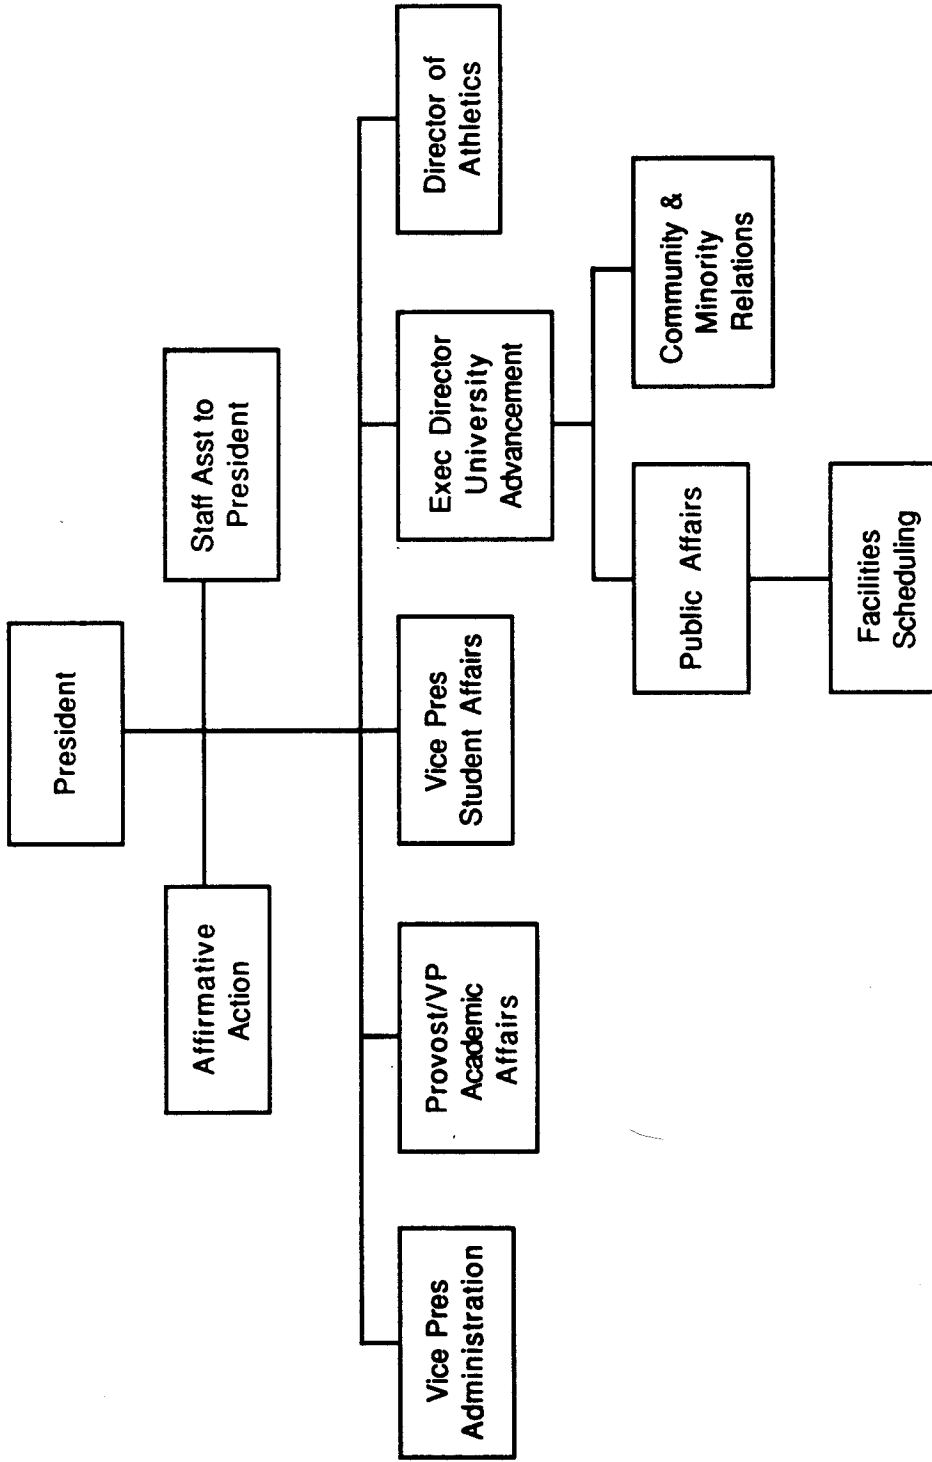 President
Affirmative
Action
Staff Asst to
President
Vice Pres
Administration
Provost/VP
Academic
Affairs
Vice Pres
Student Affairs
Exec Director
University
Advancement
Director of
Athletics
Public Affairs
Community &
Minority
Relations
Facilities
Scheduling